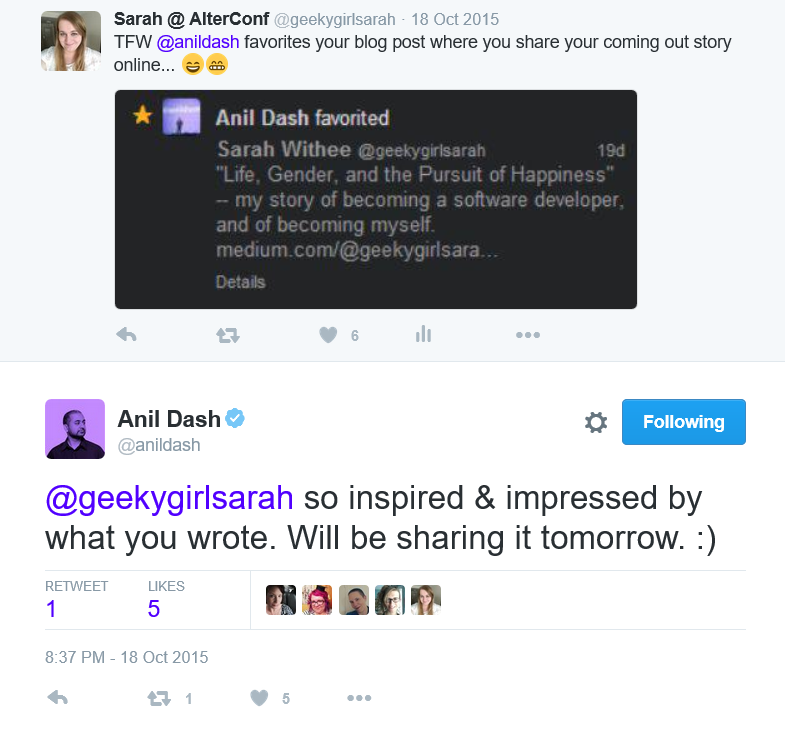 Sarah @ AlterConf @geekygirlsarah · 18 Oct 2015
TFW @anildash favorites your blog post where you share your coming out story
online... 😄😁
Anil Dash favorited
Sarah Withee @geekygirlsarah 19d
"Life, Gender, and the Pursuit of Happiness"
-- my story of becoming a software developer,
and of becoming myself.
medium.com/@geekygirlsara...
Details
6
Anil Dash
@anildash
Following
@geekygirlsarah so inspired & impressed by
what you wrote. Will be sharing it tomorrow. :)
RETWEET LIKES
1 5
8:37 PM - 18 Oct 2015
1 5